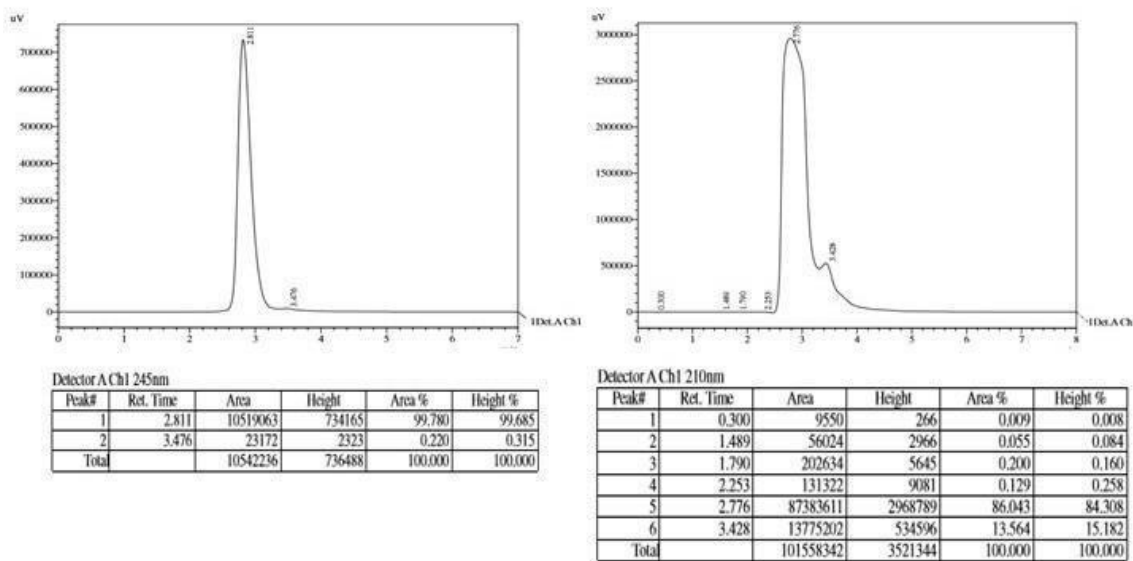 uV
700000
600000
500000
400000
300000
200000
100000
0
2.811
3.476
1Det.A Ch1
0 1 2 3 4 5 6 7
Detector A Ch1 245nm
Peak# Ret. Time Area Height Area % Height %
1 2.811 10519063 734165 99.780 99.685
2 3.476 23172 2323 0.220 0.315
Total 10542236 736488 100.000 100.000
uV
3000000
2500000
2000000
1500000
1000000
500000
0
0.300
1.489
1.790
2.253
2.776
3.428
1Det.A Ch
0 1 2 3 4 5 6 7 8
Detector A Ch1 210nm
Peak# Ret. Time Area Height Area % Height %
1 0.300 9550 266 0.009 0.008
2 1.489 56024 2966 0.055 0.084
3 1.790 202634 5645 0.200 0.160
4 2.253 131322 9081 0.129 0.258
5 2.776 87383611 2968789 86.043 84.308
6 3.428 13775202 534596 13.564 15.182
Total 101558342 3521344 100.000 100.000